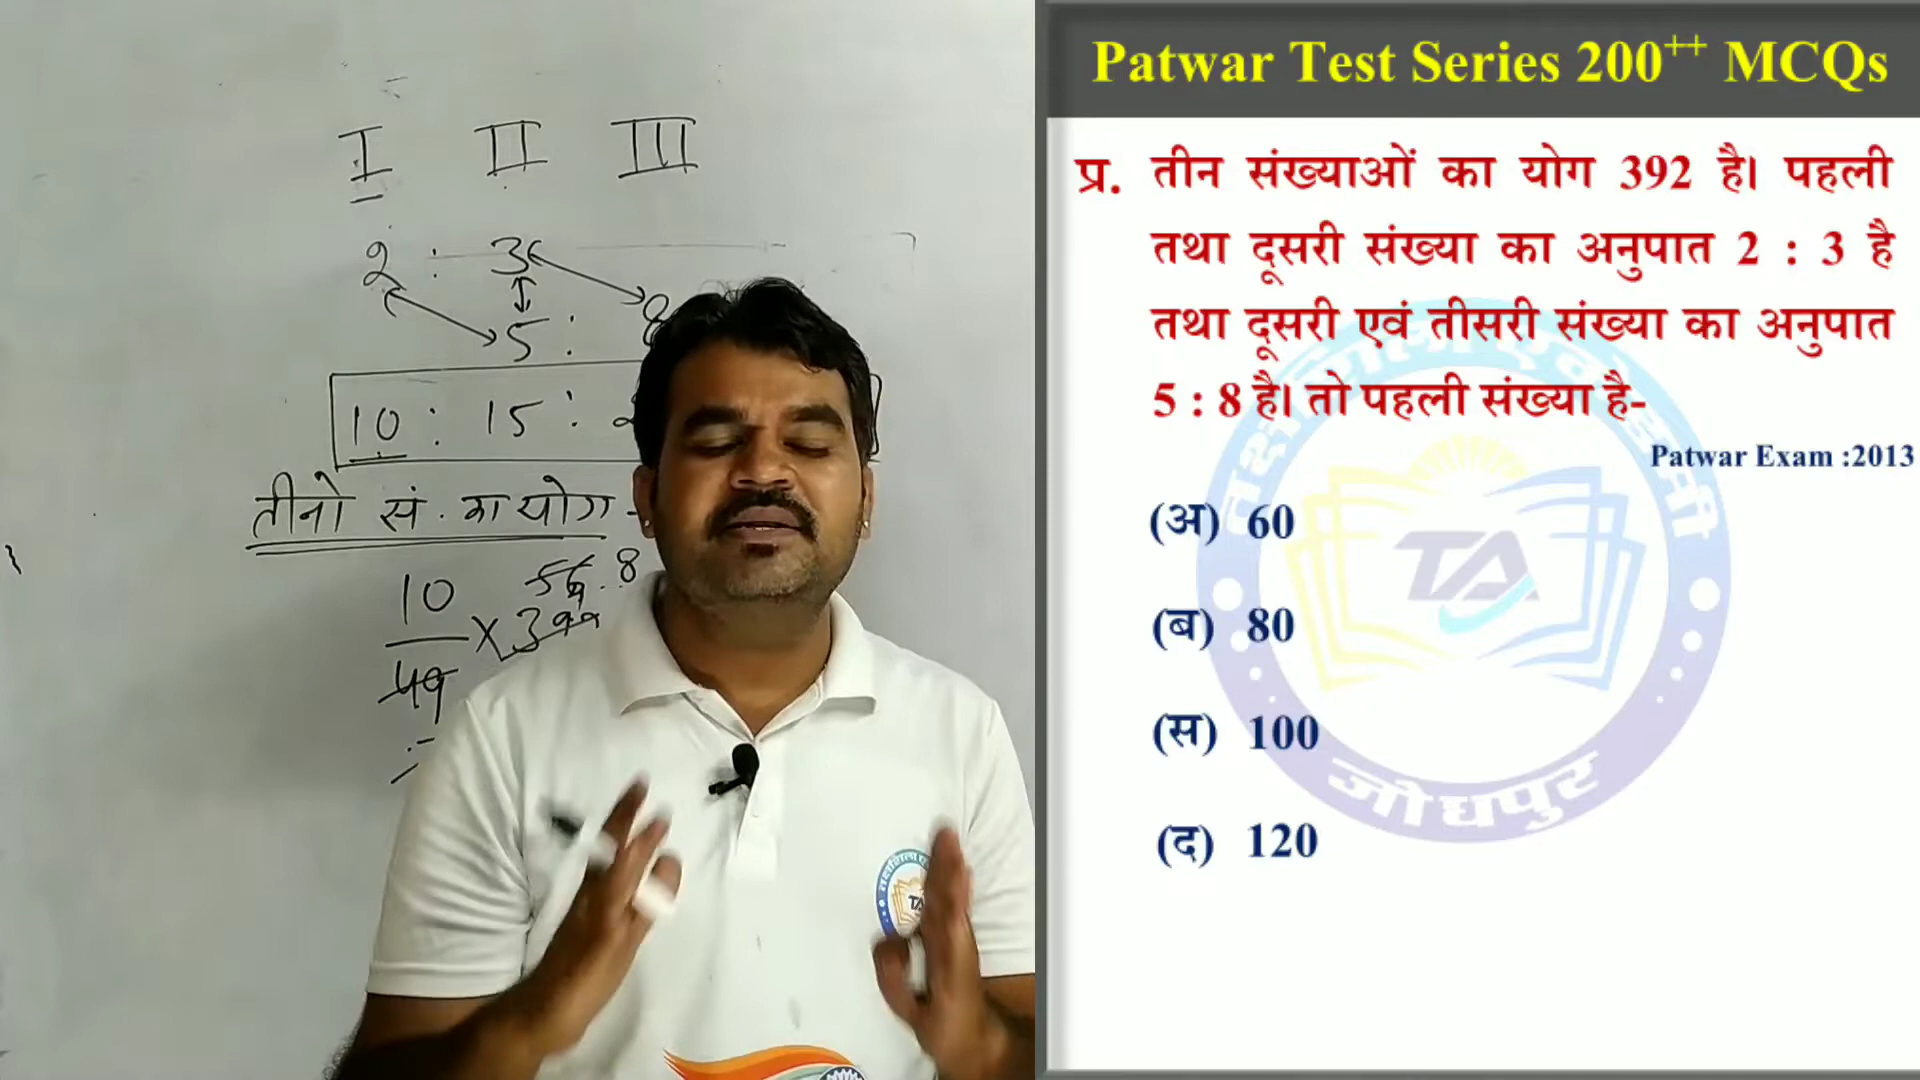 I II III
2 : 3
5 : 8
10 : 15 :
तीनो सं. का योग -
10 56 8
× 392
49
Patwar Test Series 200++ MCQs
प्र. तीन संख्याओं का योग 392 है। पहली
तथा दूसरी संख्या का अनुपात 2 : 3 है
तथा दूसरी एवं तीसरी संख्या का अनुपात
5 : 8 है। तो पहली संख्या है-
Patwar Exam :2013
(अ) 60
(ब) 80
(स) 100
(द) 120
TA
जोधपुर
TA